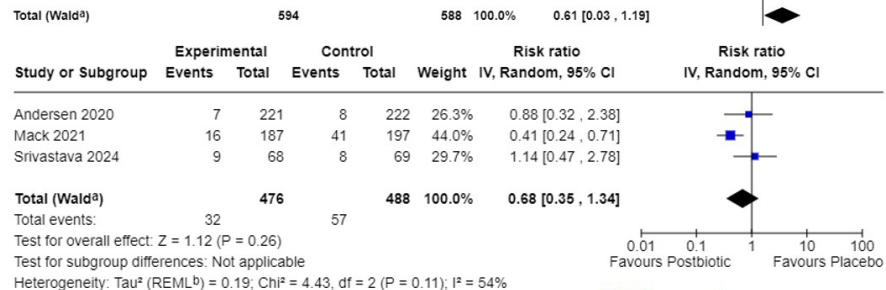 Total (Waldᵃ) 594 588 100.0% 0.61 [0.03 , 1.19]
Experimental Control Risk ratio Risk ratio
Study or Subgroup Events Total Events Total Weight IV, Random, 95% CI IV, Random, 95% CI
Andersen 2020 7 221 8 222 26.3% 0.88 [0.32 , 2.38]
Mack 2021 16 187 41 197 44.0% 0.41 [0.24 , 0.71]
Srivastava 2024 9 68 8 69 29.7% 1.14 [0.47 , 2.78]
Total (Waldᵃ) 476 488 100.0% 0.68 [0.35 , 1.34]
Total events: 32 57
Test for overall effect: Z = 1.12 (P = 0.26) 0.01 0.1 1 10 100
Test for subgroup differences: Not applicable Favours Postbiotic Favours Placebo
Heterogeneity: Tau² (REMLᵇ) = 0.19; Chi² = 4.43, df = 2 (P = 0.11); I² = 54%